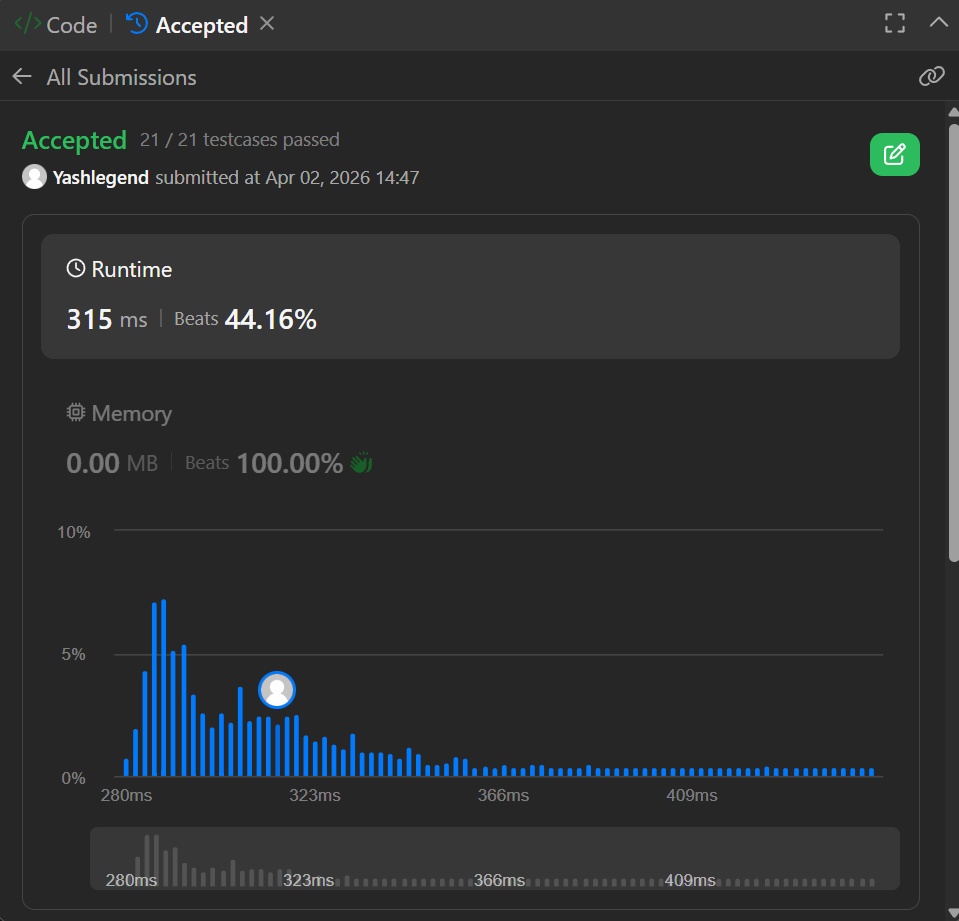 </> Code | Accepted
All Submissions
Accepted 21 / 21 testcases passed
Yashlegend submitted at Apr 02, 2026 14:47
Runtime
315 ms | Beats 44.16%
Memory
0.00 MB | Beats 100.00%
10%
5%
0%
280ms 323ms 366ms 409ms
280ms 323ms 366ms 409ms